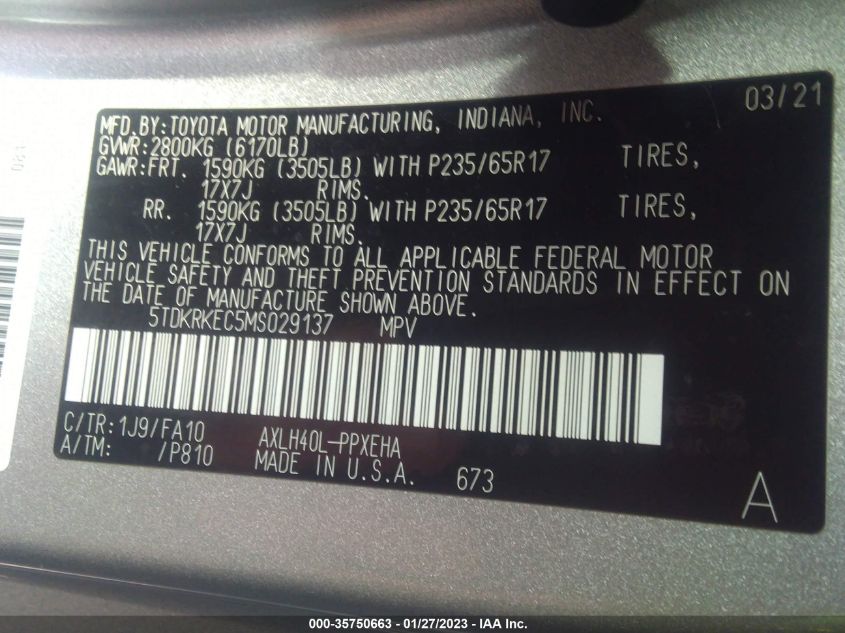 03/21
MFD.BY:TOYOTA MOTOR MANUFACTURING, INDIANA, INC.
GVWR:2800KG (6170LB)
GAWR:FRT. 1590KG (3505LB) WITH P235/65R17 TIRES,
17X7J RIMS.
RR. 1590KG (3505LB) WITH P235/65R17 TIRES,
17X7J RIMS.
THIS VEHICLE CONFORMS TO ALL APPLICABLE FEDERAL MOTOR
VEHICLE SAFETY AND THEFT PREVENTION STANDARDS IN EFFECT ON
THE DATE OF MANUFACTURE SHOWN ABOVE.
5TDKRKEC5MS029137 MPV
C/TR:1J9/FA10 AXLH40L-PPXEHA
A/TM: /P810 MADE IN U.S.A. 673
A
000-35750663 - 01/27/2023 - IAA Inc.